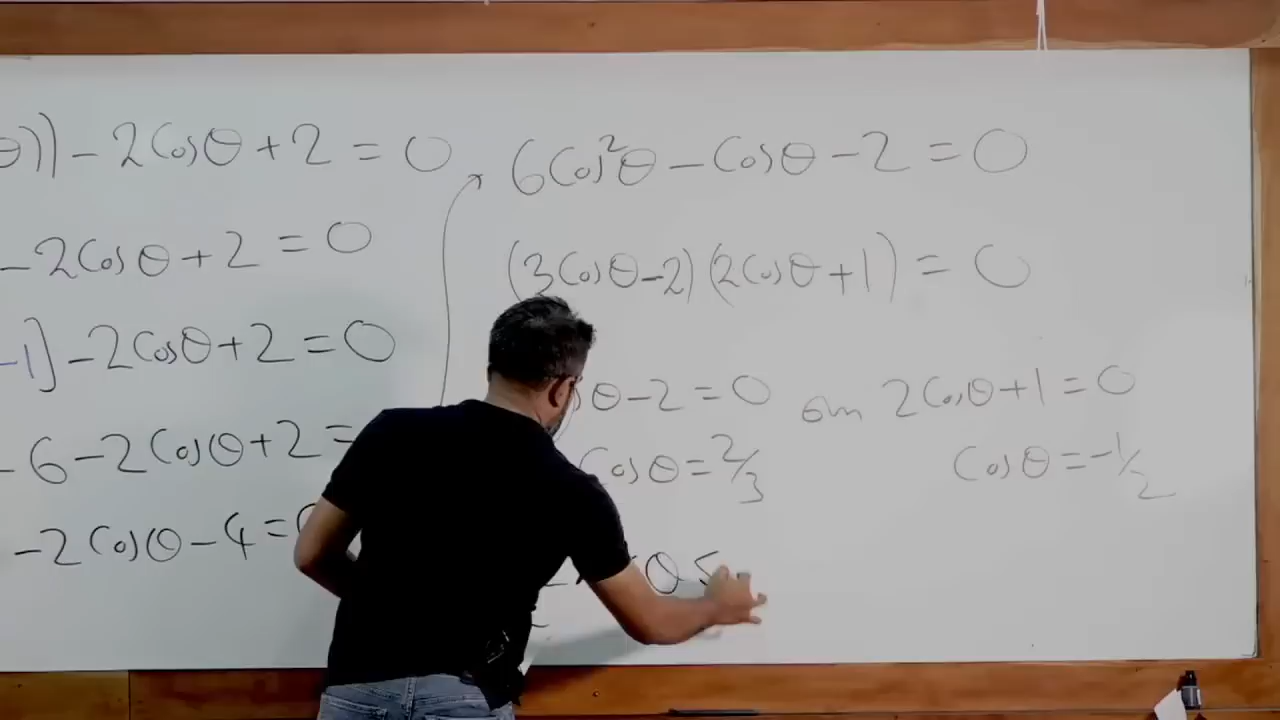 θ)) - 2Cosθ + 2 = 0
- 2Cosθ + 2 = 0
-1] - 2Cosθ + 2 = 0
- 6 - 2Cosθ + 2 =
- 2Cosθ - 4 =
6Cos²θ - Cosθ - 2 = 0
(3Cosθ - 2)(2Cosθ + 1) = 0
θ - 2 = 0 2Cosθ + 1 = 0
Cosθ = 2/3 Cosθ = -1/2
θ ≤